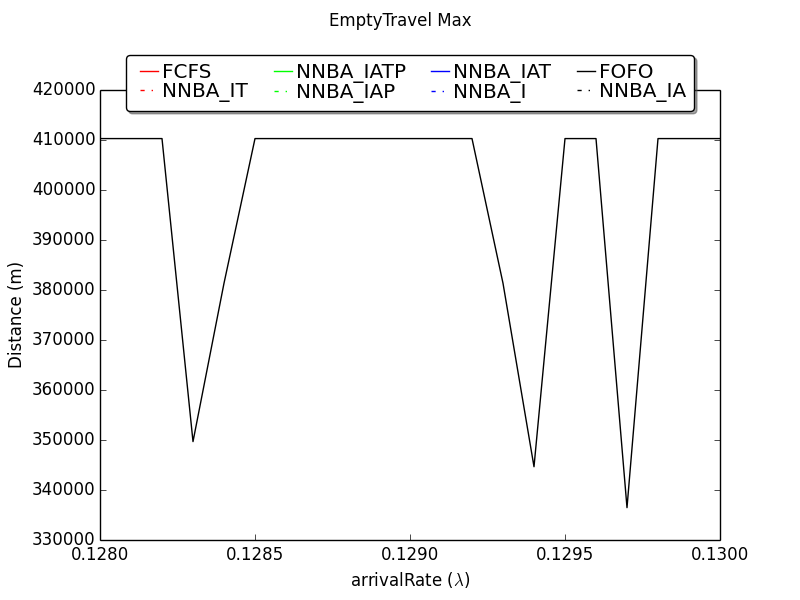 EmptyTravel Max
FCFS NNBA_IATP NNBA_IAT FOFO
NNBA_IT NNBA_IAP NNBA_I NNBA_IA
420000
410000
400000
390000
380000
370000
360000
350000
340000
330000
Distance (m)
0.1280 0.1285 0.1290 0.1295 0.1300
arrivalRate (λ)